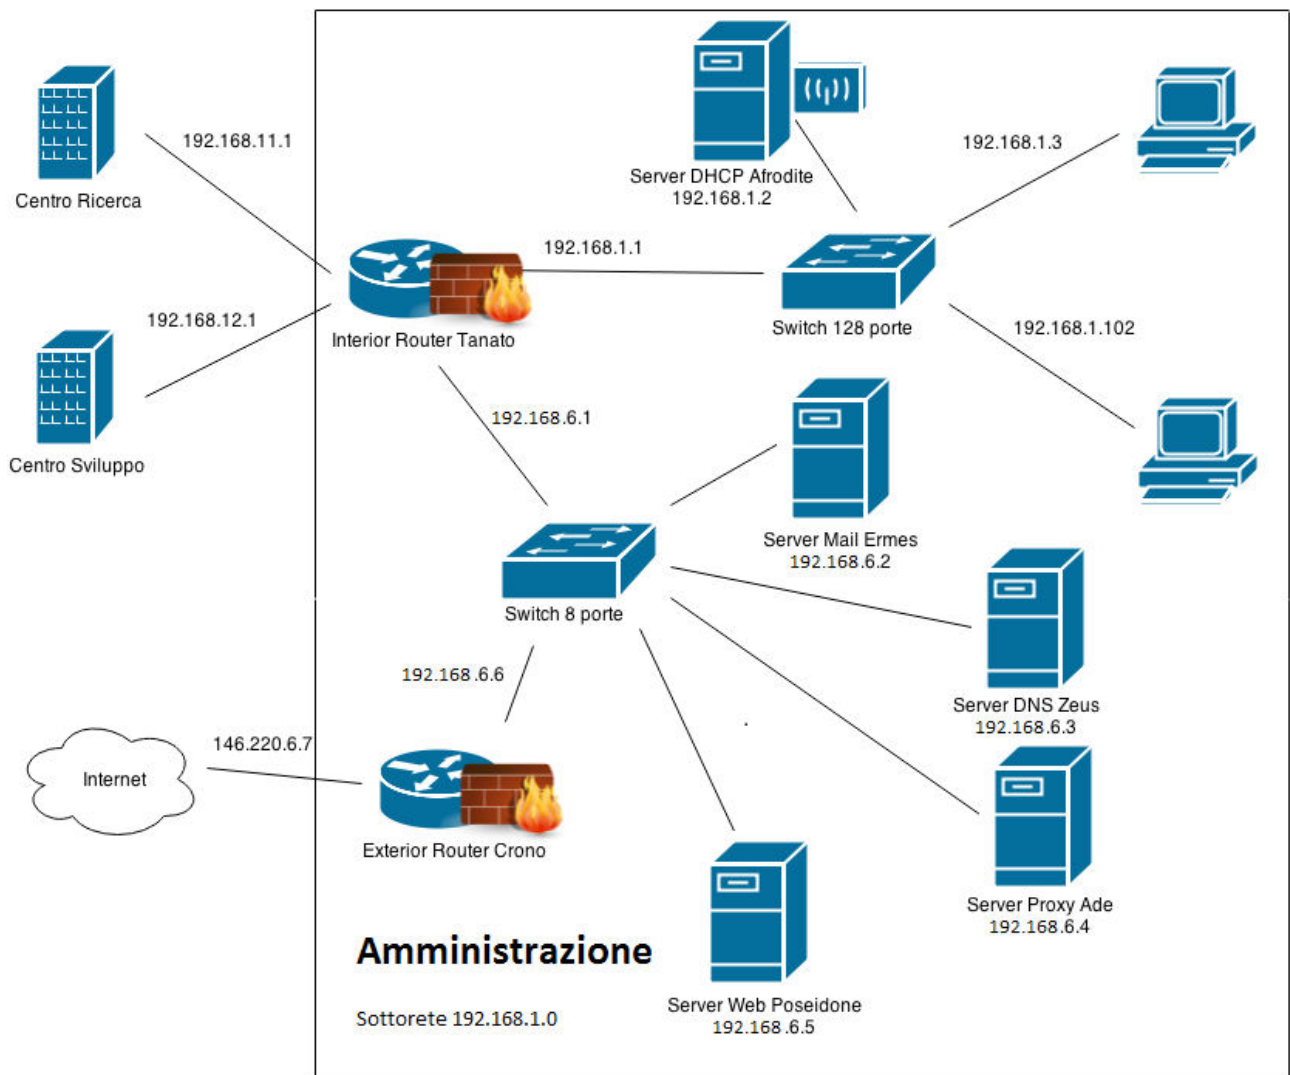 Centro Ricerca
192.168.11.1
Server DHCP Afrodite
192.168.1.2
192.168.1.3
192.168.1.1
Switch 128 porte
192.168.12.1
Interior Router Tanato
192.168.1.102
Centro Sviluppo
192.168.6.1
Server Mail Ermes
192.168.6.2
Switch 8 porte
192.168.6.6
Server DNS Zeus
192.168.6.3
Internet
146.220.6.7
Exterior Router Crono
Server Proxy Ade
192.168.6.4
Amministrazione
Server Web Poseidone
192.168.6.5
Sottorete 192.168.1.0